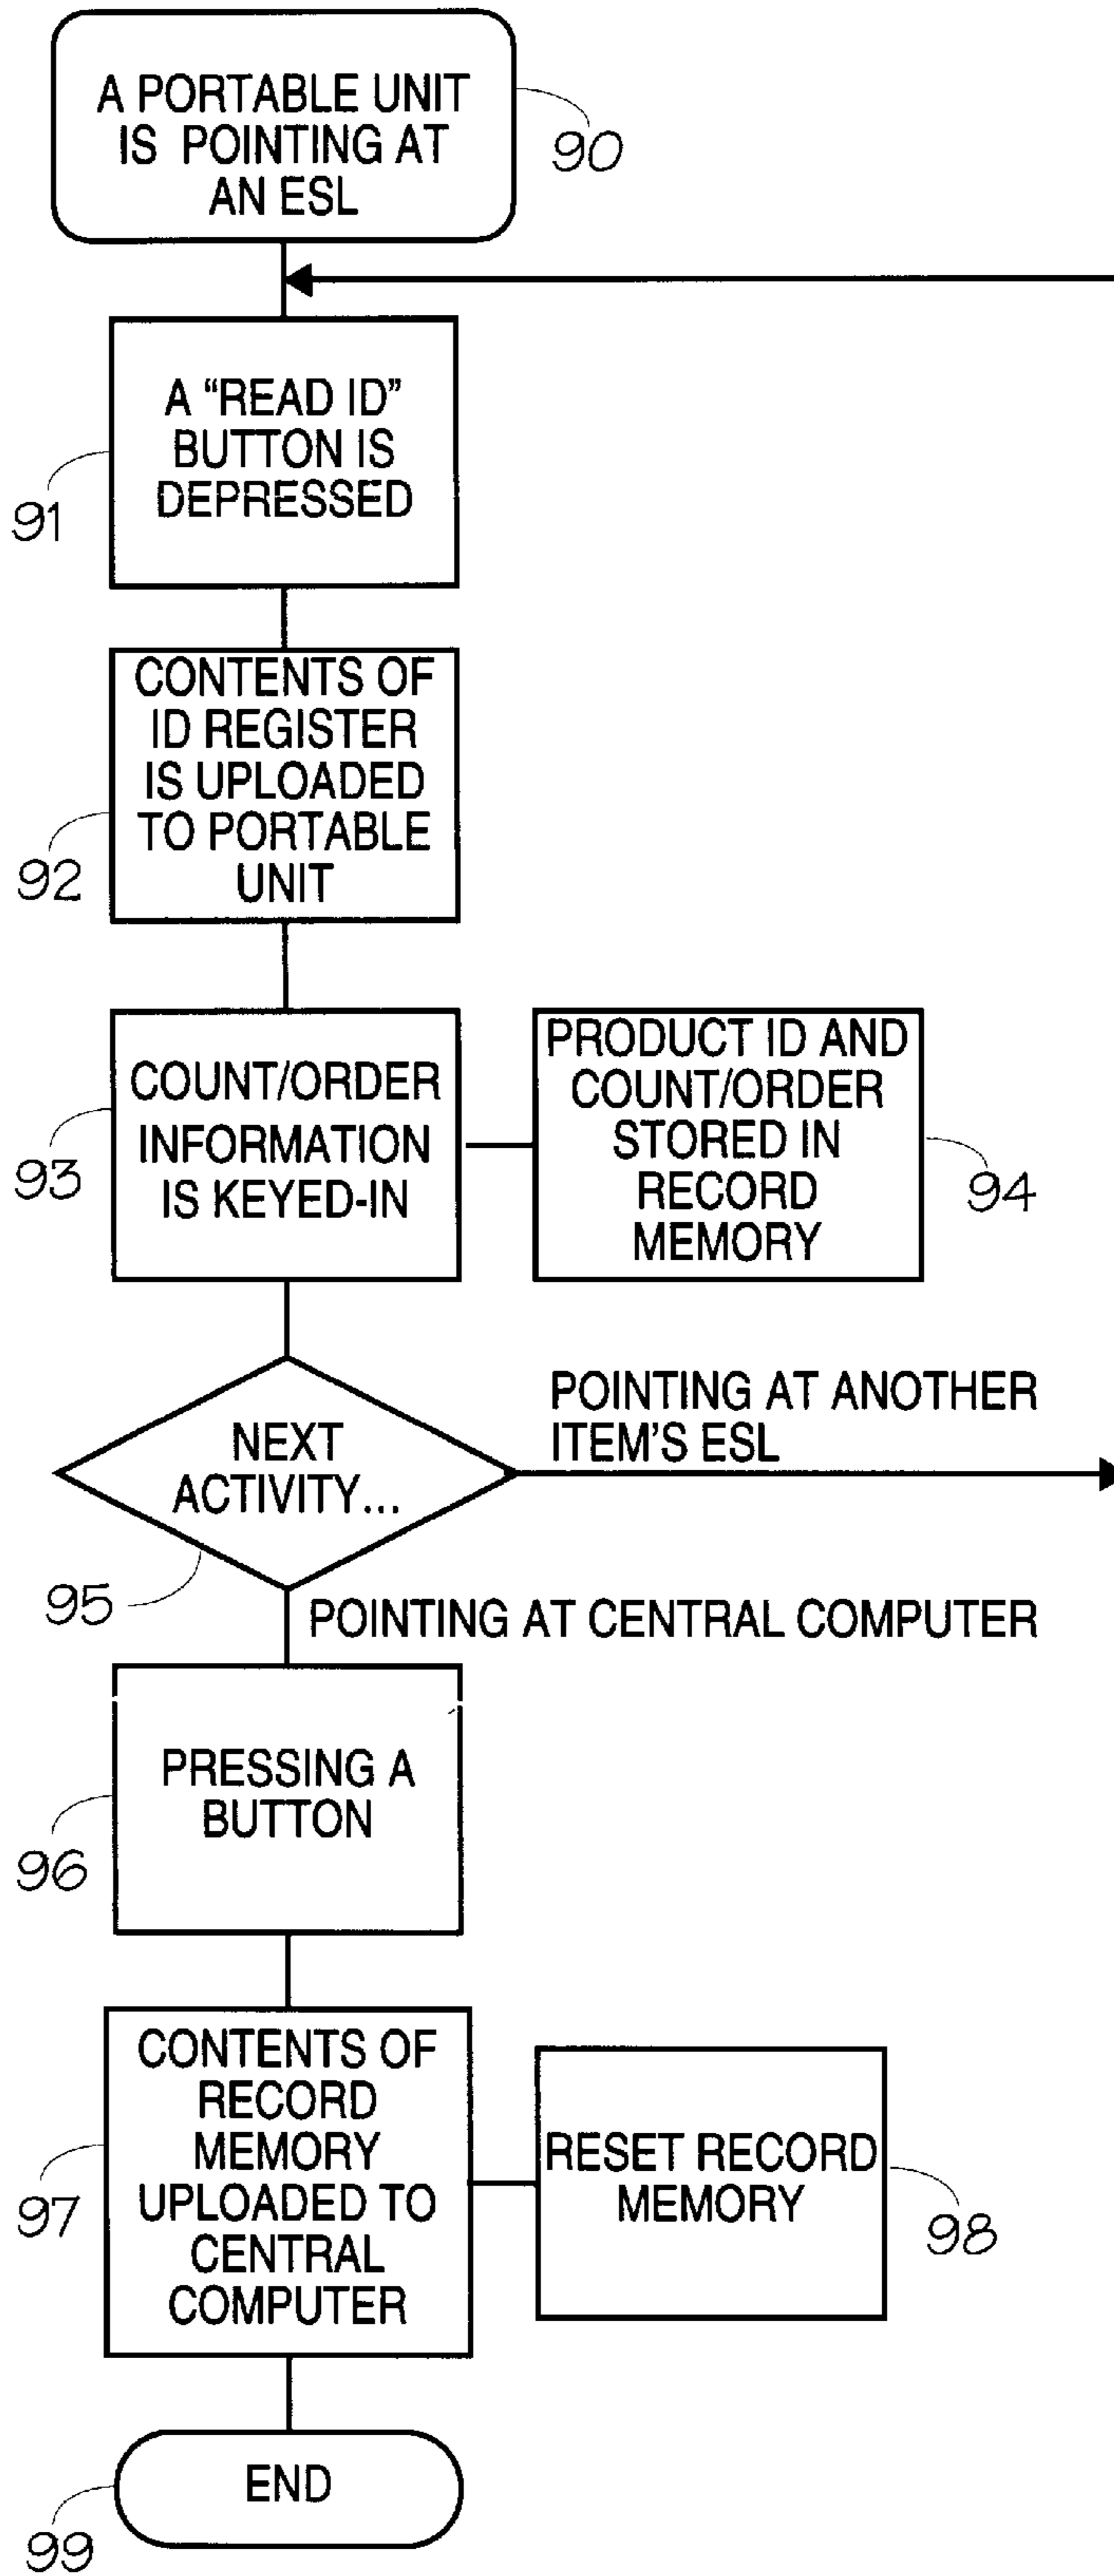 A PORTABLE UNIT
IS POINTING AT
AN ESL
90
A “READ ID”
BUTTON IS
DEPRESSED
91
CONTENTS OF
ID REGISTER
IS UPLOADED
TO PORTABLE
UNIT
92
COUNT/ORDER
INFORMATION
IS KEYED-IN
93
PRODUCT ID AND
COUNT/ORDER
STORED IN
RECORD
MEMORY
94
NEXT
ACTIVITY...
95
POINTING AT ANOTHER
ITEM'S ESL
POINTING AT CENTRAL COMPUTER
PRESSING A
BUTTON
96
CONTENTS OF
RECORD
MEMORY
UPLOADED TO
CENTRAL
COMPUTER
97
RESET RECORD
MEMORY
98
END
99